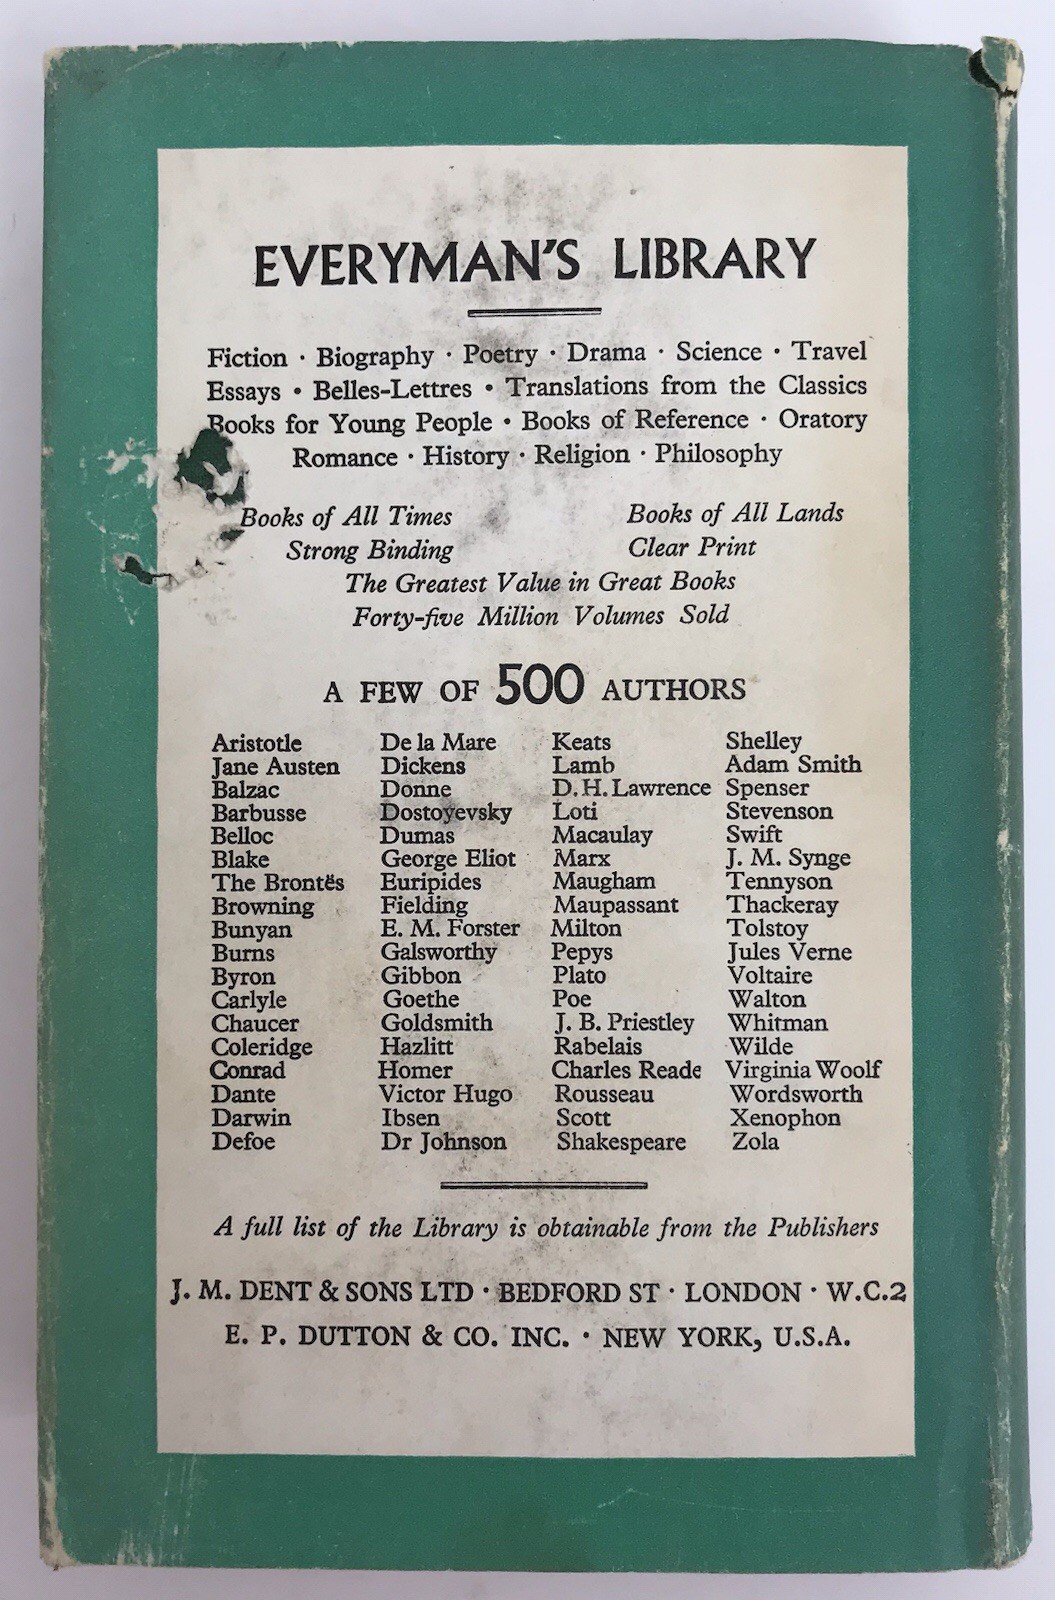 EVERYMAN'S LIBRARY
Fiction · Biography · Poetry · Drama · Science · Travel
Essays · Belles-Lettres · Translations from the Classics
Books for Young People · Books of Reference · Oratory
Romance · History · Religion · Philosophy
Books of All Times Books of All Lands
Strong Binding Clear Print
The Greatest Value in Great Books
Forty-five Million Volumes Sold
A FEW OF 500 AUTHORS
Aristotle De la Mare Keats Shelley
Jane Austen Dickens Lamb Adam Smith
Balzac Donne D. H. Lawrence Spenser
Barbusse Dostoyevsky Loti Stevenson
Belloc Dumas Macaulay Swift
Blake George Eliot Marx J. M. Synge
The Brontës Euripides Maugham Tennyson
Browning Fielding Maupassant Thackeray
Bunyan E. M. Forster Milton Tolstoy
Burns Galsworthy Pepys Jules Verne
Byron Gibbon Plato Voltaire
Carlyle Goethe Poe Walton
Chaucer Goldsmith J. B. Priestley Whitman
Coleridge Hazlitt Rabelais Wilde
Conrad Homer Charles Reade Virginia Woolf
Dante Victor Hugo Rousseau Wordsworth
Darwin Ibsen Scott Xenophon
Defoe Dr Johnson Shakespeare Zola
A full list of the Library is obtainable from the Publishers
J. M. DENT & SONS LTD · BEDFORD ST · LONDON · W.C.2
E. P. DUTTON & CO. INC. · NEW YORK, U.S.A.